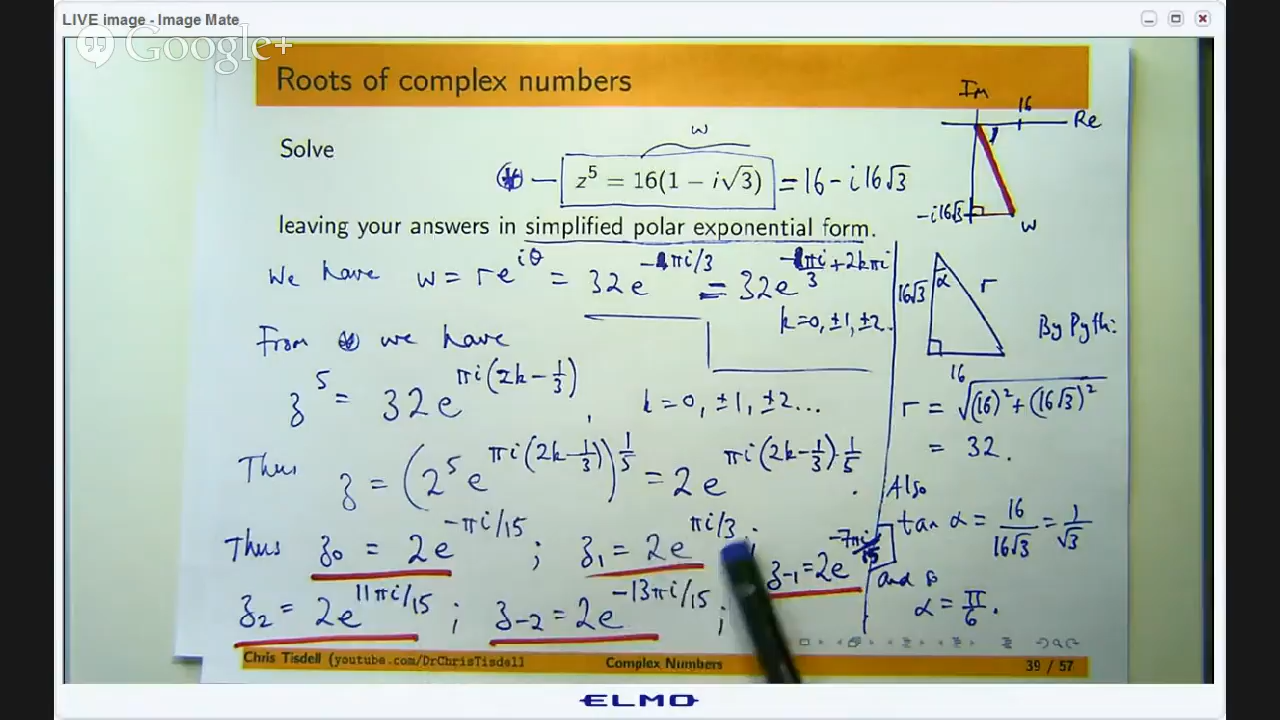 LIVE image - Image Mate
Google+
Roots of complex numbers
Im
16
Re
Solve
w
⊛ — z⁵ = 16(1 − i√3) = 16 − i16√3
−i16√3
w
leaving your answers in simplified polar exponential form.
We have w = re^{iθ} = 32e^{−πi/3} = 32e^{−πi/3 + 2kπi}
k = 0, ±1, ±2.
16√3
α
r
16
By Pyth:
From ⊛ we have
z⁵ = 32e^{πi(2k − 1/3)}, k = 0, ±1, ±2...
r = √((16)² + (16√3)²)
= 32.
Thus z = (2⁵e^{πi(2k − 1/3)})^{1/5} = 2e^{πi(2k − 1/3)·1/5}.
Also
tan α = 16/16√3 = 1/√3
and so
α = π/6.
Thus z₀ = 2e^{−πi/15} ; z₁ = 2e^{πi/3} ;
z₋₁ = 2e^{−7πi/15}
z₂ = 2e^{11πi/15} ; z₋₂ = 2e^{−13πi/15} ;
Chris Tisdell (youtube.com/DrChrisTisdell
Complex Numbers
39 / 57
ELMO